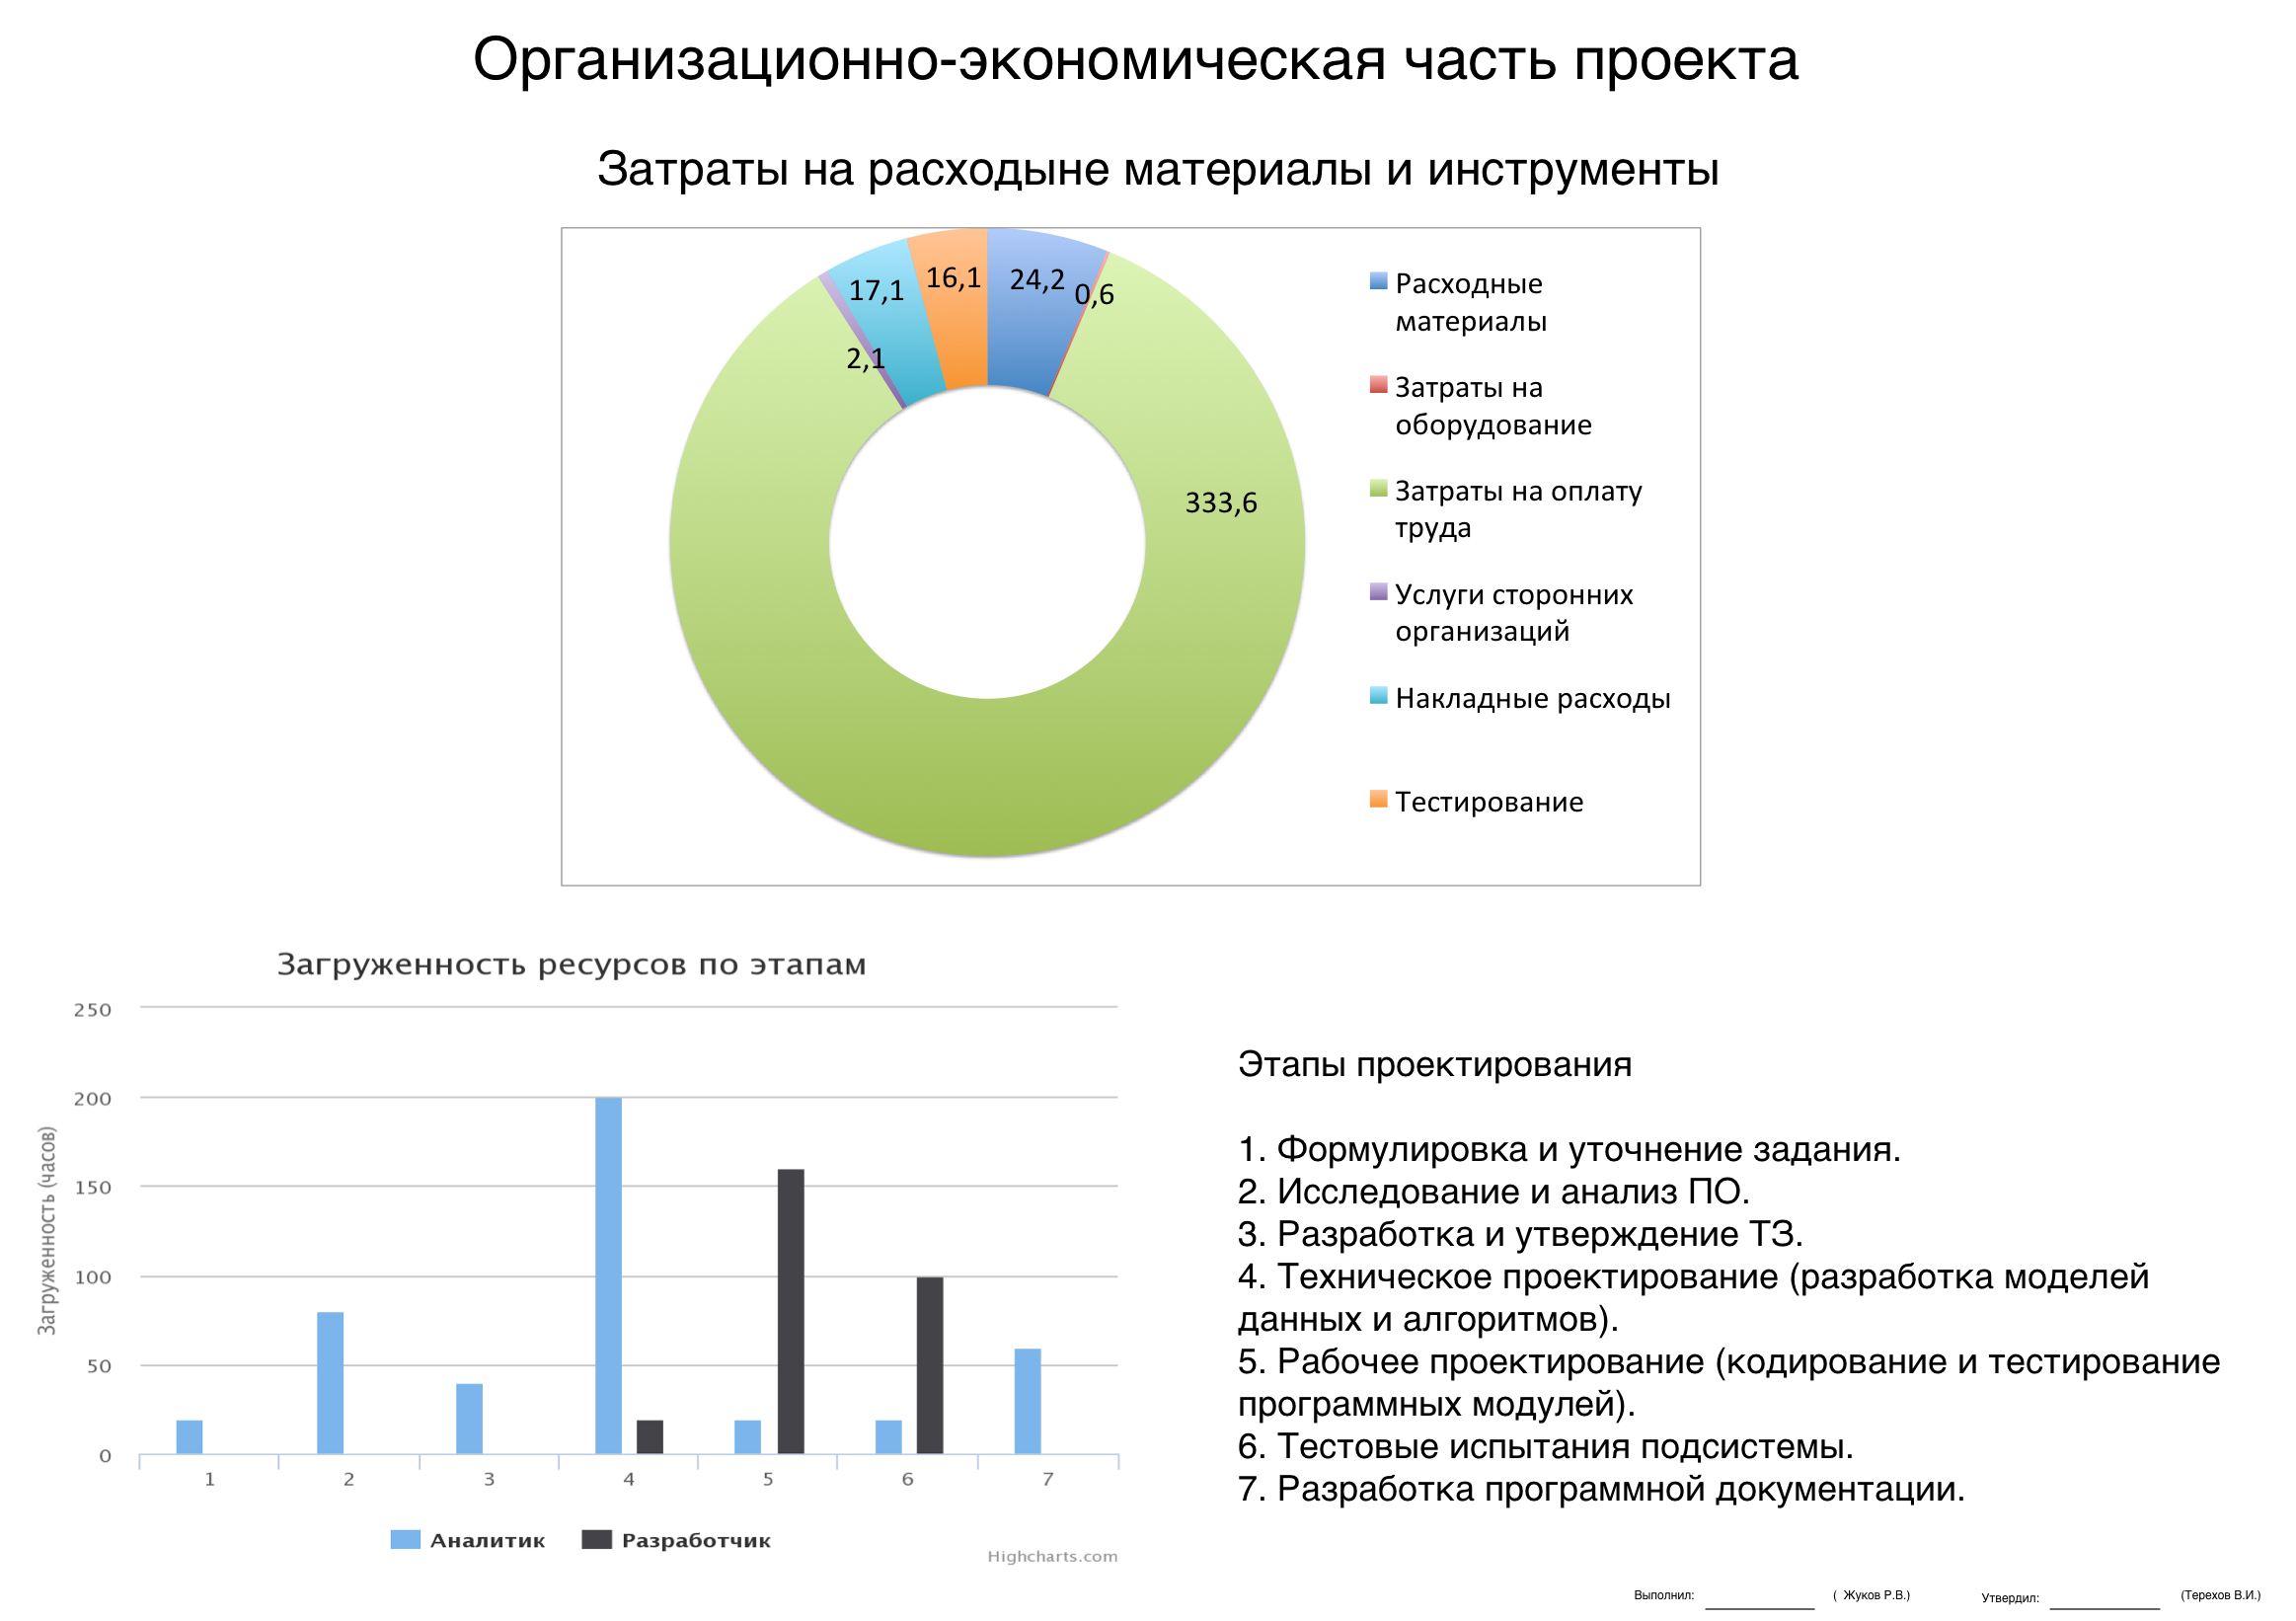 Организационно-экономическая часть проекта
Затраты на расходыне материалы и инструменты
17,1
16,1
24,2
0,6
2,1
333,6
Расходные
материалы
Затраты на
оборудование
Затраты на оплату
труда
Услуги сторонних
организаций
Накладные расходы
Тестирование
Загруженность ресурсов по этапам
Загруженность (часов)
250
200
150
100
50
0
1 2 3 4 5 6 7
Аналитик Разработчик
Highcharts.com
Этапы проектирования
1. Формулировка и уточнение задания.
2. Исследование и анализ ПО.
3. Разработка и утверждение ТЗ.
4. Техническое проектирование (разработка моделей
данных и алгоритмов).
5. Рабочее проектирование (кодирование и тестирование
программных модулей).
6. Тестовые испытания подсистемы.
7. Разработка программной документации.
Выполнил: ( Жуков Р.В.) Утвердил: (Терехов В.И.)